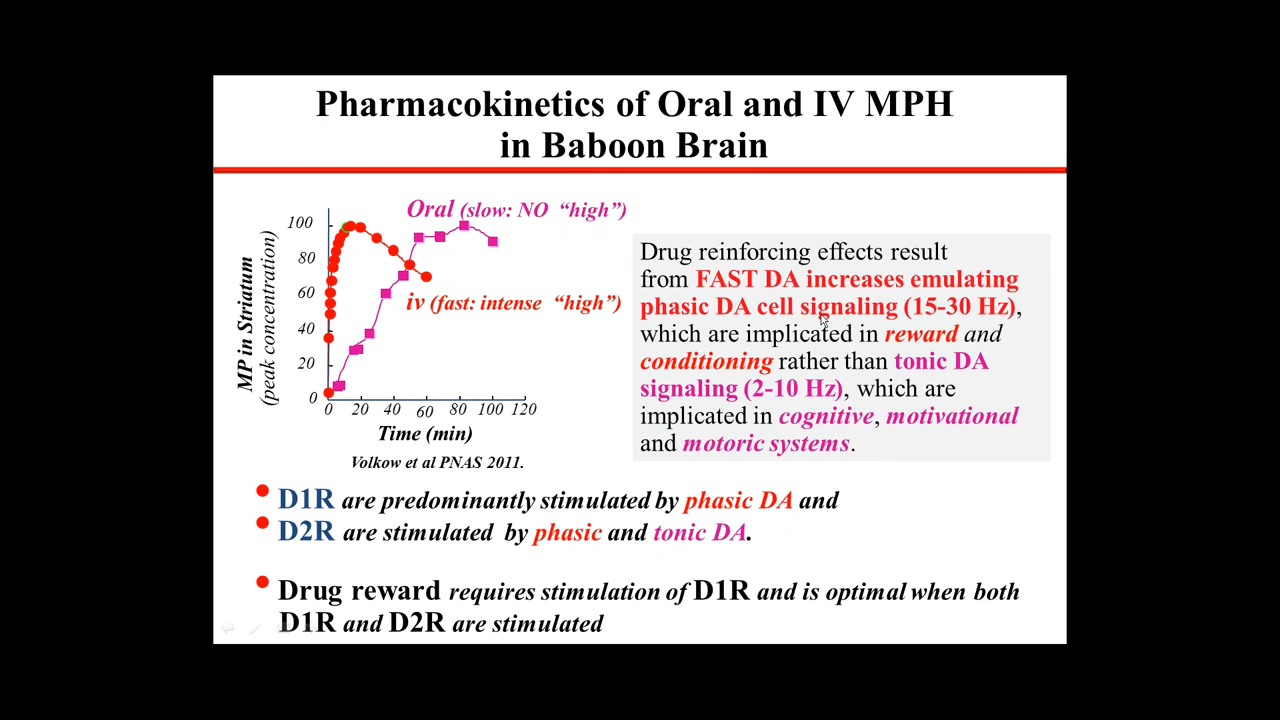 Pharmacokinetics of Oral and IV MPH
in Baboon Brain
Oral (slow: NO “high”)
iv (fast: intense “high”)
MP in Striatum
(peak concentration)
100
80
60
40
20
0
0 20 40 60 80 100 120
Time (min)
Volkow et al PNAS 2011.
Drug reinforcing effects result
from FAST DA increases emulating
phasic DA cell signaling (15-30 Hz),
which are implicated in reward and
conditioning rather than tonic DA
signaling (2-10 Hz), which are
implicated in cognitive, motivational
and motoric systems.
D1R are predominantly stimulated by phasic DA and
D2R are stimulated by phasic and tonic DA.
Drug reward requires stimulation of D1R and is optimal when both
D1R and D2R are stimulated